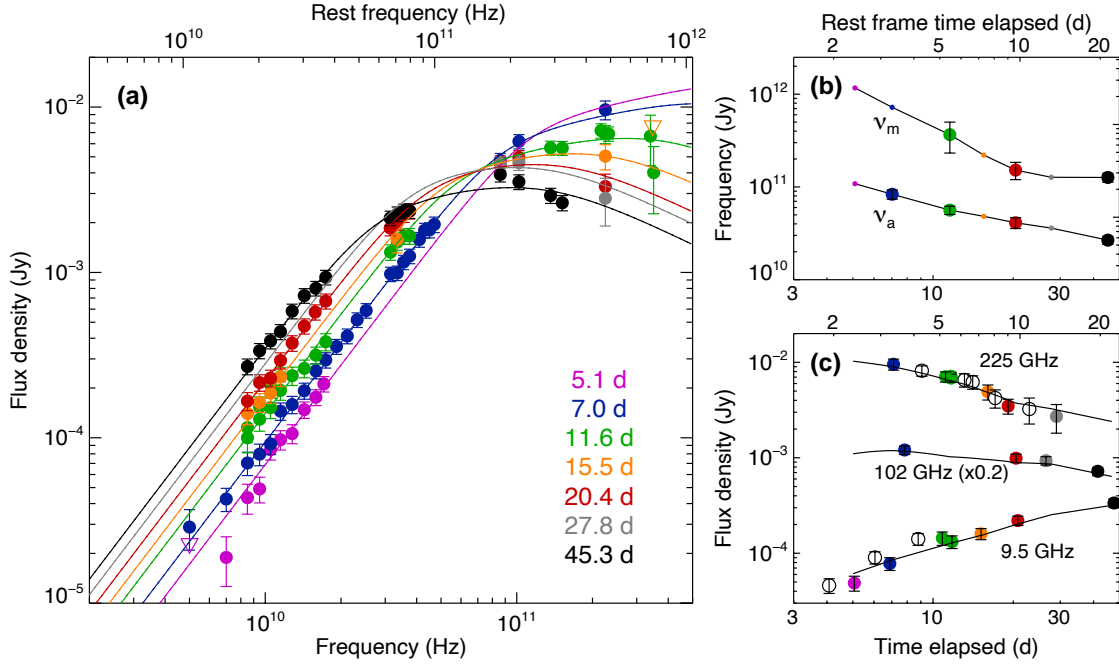 Rest frequency (Hz)
10^10 10^11 10^12
(a)
10^-2
10^-3
10^-4
10^-5
Flux density (Jy)
5.1 d
7.0 d
11.6 d
15.5 d
20.4 d
27.8 d
45.3 d
10^10 10^11
Frequency (Hz)
Rest frame time elapsed (d)
2 5 10 20
(b)
10^12
10^11
10^10
Frequency (Jy)
ν_m
ν_a
3 10 30
2 5 10 20
(c)
10^-2
10^-3
10^-4
Flux density (Jy)
225 GHz
102 GHz (x0.2)
9.5 GHz
3 10 30
Time elapsed (d)